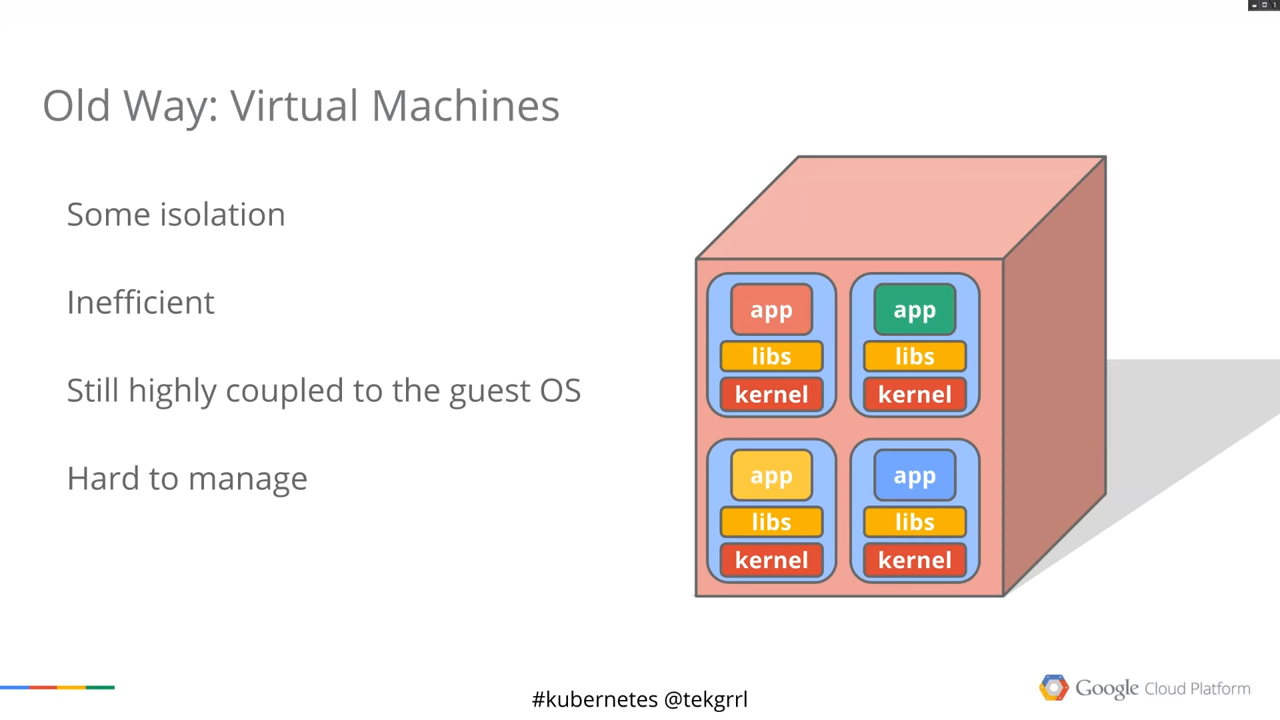 Old Way: Virtual Machines
Some isolation
Inefficient
Still highly coupled to the guest OS
Hard to manage
app
app
libs
libs
kernel
kernel
app
app
libs
libs
kernel
kernel
#kubernetes @tekgrrl
Google Cloud Platform